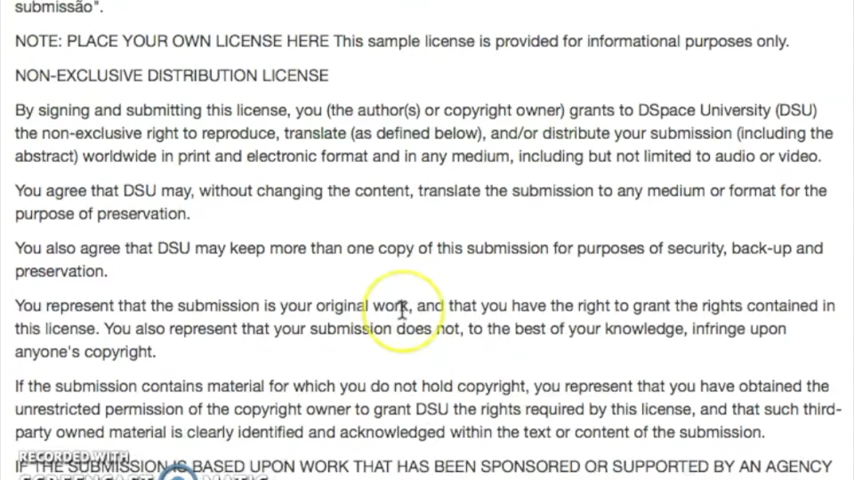 submissão".
NOTE: PLACE YOUR OWN LICENSE HERE This sample license is provided for informational purposes only.
NON-EXCLUSIVE DISTRIBUTION LICENSE
By signing and submitting this license, you (the author(s) or copyright owner) grants to DSpace University (DSU)
the non-exclusive right to reproduce, translate (as defined below), and/or distribute your submission (including the
abstract) worldwide in print and electronic format and in any medium, including but not limited to audio or video.
You agree that DSU may, without changing the content, translate the submission to any medium or format for the
purpose of preservation.
You also agree that DSU may keep more than one copy of this submission for purposes of security, back-up and
preservation.
You represent that the submission is your original work, and that you have the right to grant the rights contained in
this license. You also represent that your submission does not, to the best of your knowledge, infringe upon
anyone's copyright.
If the submission contains material for which you do not hold copyright, you represent that you have obtained the
unrestricted permission of the copyright owner to grant DSU the rights required by this license, and that such third-
party owned material is clearly identified and acknowledged within the text or content of the submission.
RECORDED WITH
IF THE SUBMISSION IS BASED UPON WORK THAT HAS BEEN SPONSORED OR SUPPORTED BY AN AGENCY